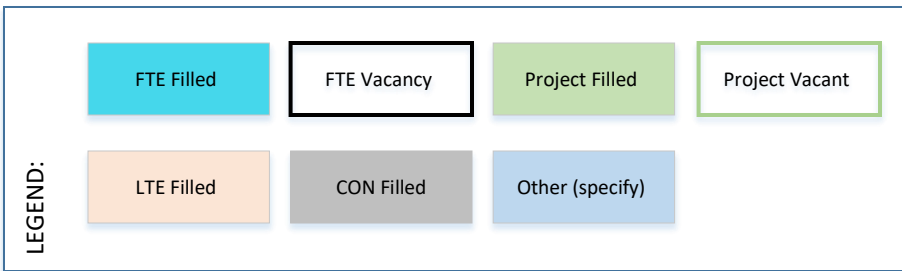 LEGEND:
FTE Filled
FTE Vacancy
Project Filled
Project Vacant
LTE Filled
CON Filled
Other (specify)